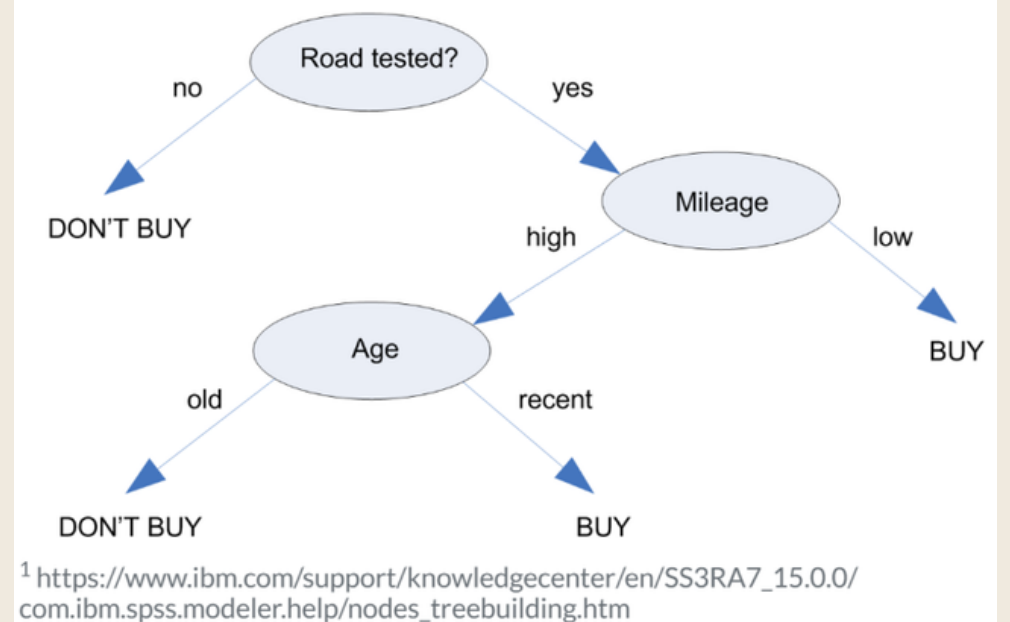 Road tested?
no
yes
DON'T BUY
Mileage
high
low
BUY
Age
old
recent
DON'T BUY
BUY
1 https://www.ibm.com/support/knowledgecenter/en/SS3RA7_15.0.0/
com.ibm.spss.modeler.help/nodes_treebuilding.htm